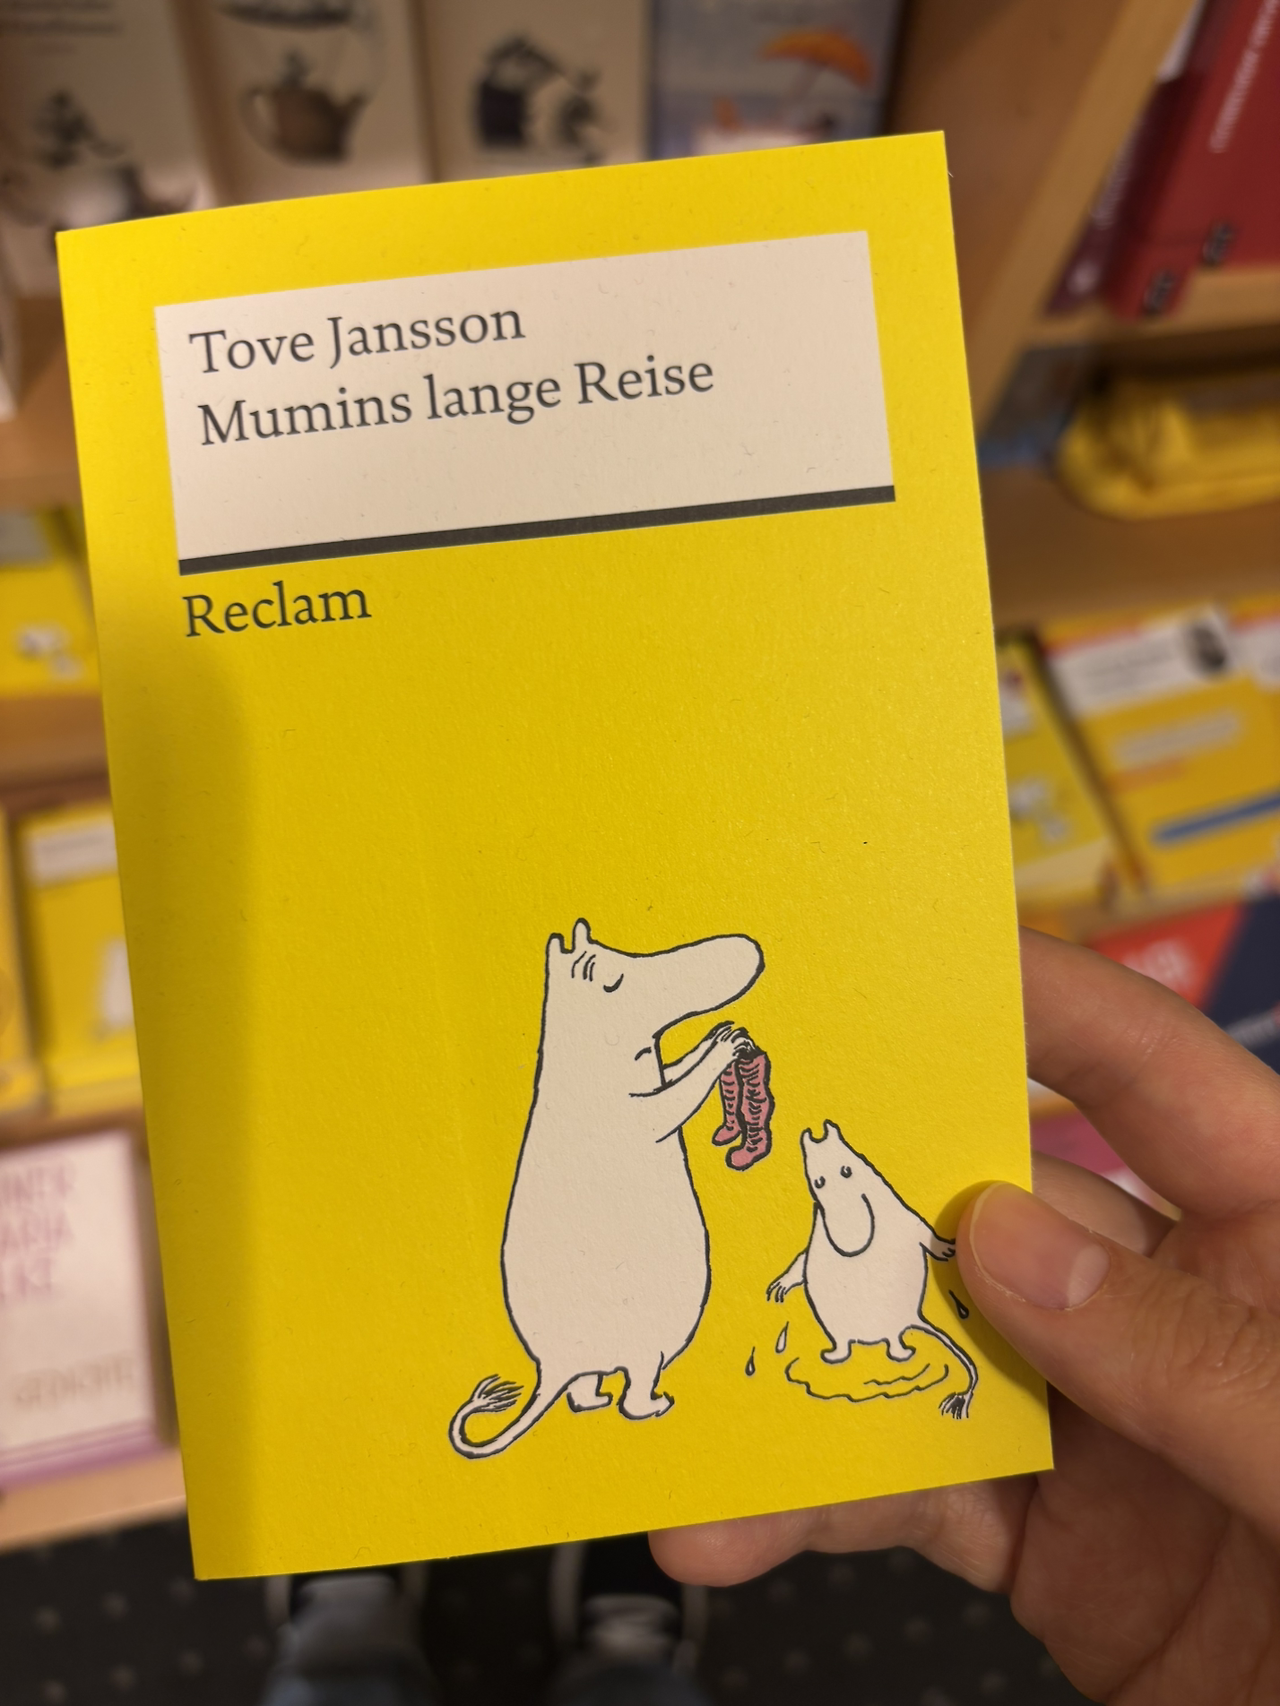 Tove Jansson
Mumins lange Reise
Reclam